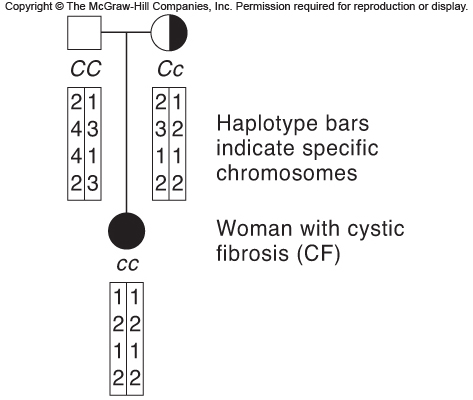 Copyright © The McGraw-Hill Companies, Inc. Permission required for reproduction or display.
CC Cc
2 1 2 1
4 3 3 2
4 1 1 1
2 3 2 2
Haplotype bars
indicate specific
chromosomes
Woman with cystic
fibrosis (CF)
cc
1 1
2 2
1 1
2 2